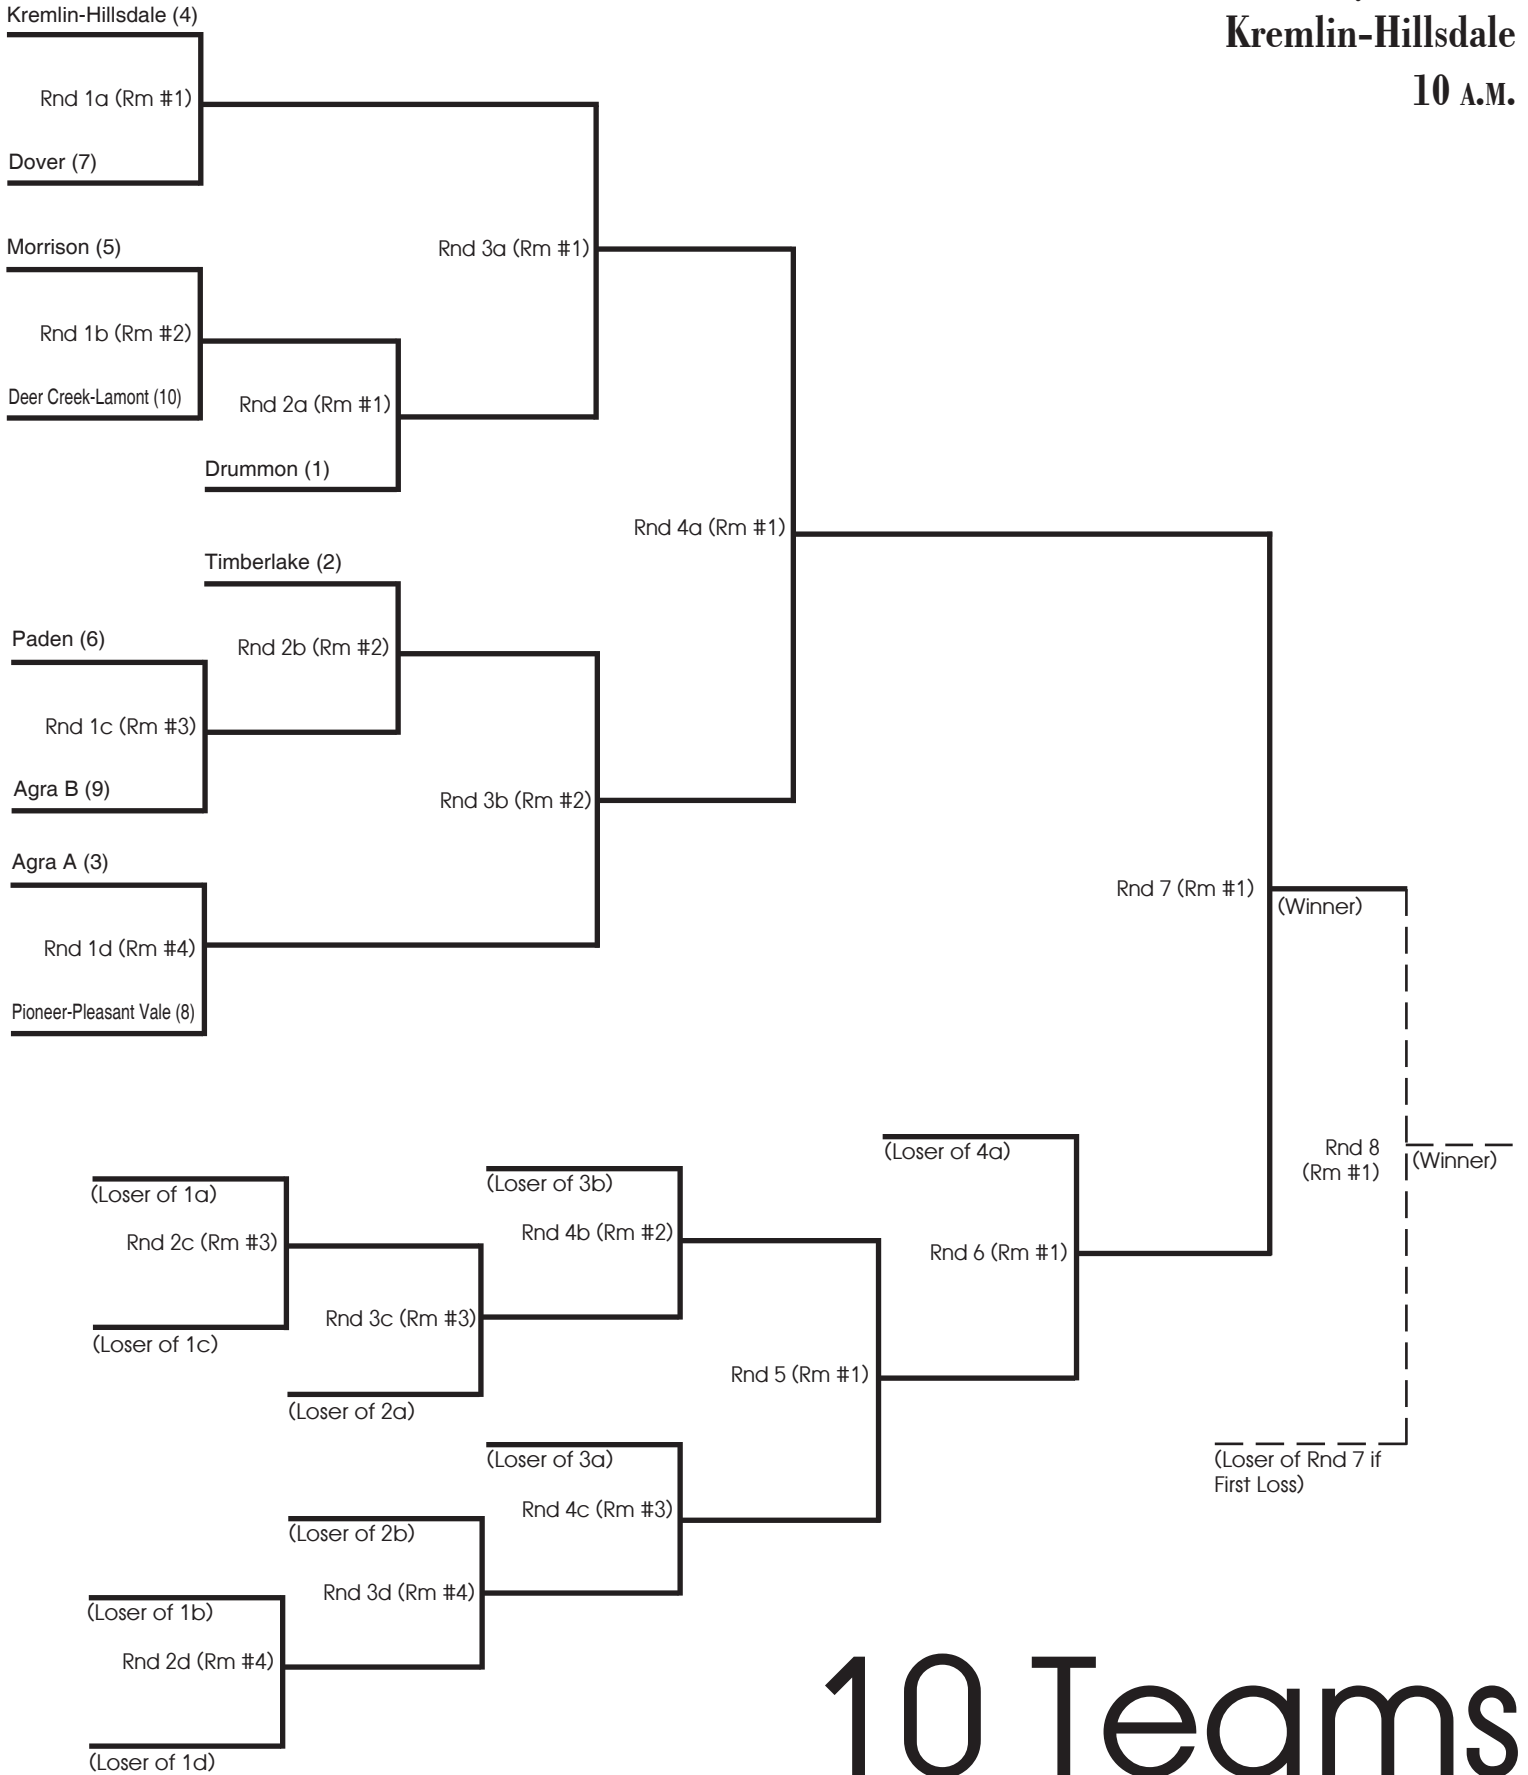 Kremlin-Hillsdale (4)
Kremlin-Hillsdale
10 A.M.
Rnd 1a (Rm #1)
Dover (7)
Morrison (5)
Rnd 3a (Rm #1)
Rnd 1b (Rm #2)
Deer Creek-Lamont (10)
Rnd 2a (Rm #1)
Drummon (1)
Rnd 4a (Rm #1)
Timberlake (2)
Paden (6)
Rnd 2b (Rm #2)
Rnd 1c (Rm #3)
Agra B (9)
Rnd 3b (Rm #2)
Agra A (3)
Rnd 7 (Rm #1)
(Winner)
Rnd 1d (Rm #4)
Pioneer-Pleasant Vale (8)
(Loser of 4a)
Rnd 8
(Rm #1)
(Winner)
(Loser of 1a)
(Loser of 3b)
Rnd 2c (Rm #3)
Rnd 4b (Rm #2)
Rnd 6 (Rm #1)
Rnd 3c (Rm #3)
(Loser of 1c)
Rnd 5 (Rm #1)
(Loser of 2a)
(Loser of 3a)
(Loser of Rnd 7 if
First Loss)
Rnd 4c (Rm #3)
(Loser of 2b)
Rnd 3d (Rm #4)
(Loser of 1b)
Rnd 2d (Rm #4)
10 Teams
(Loser of 1d)